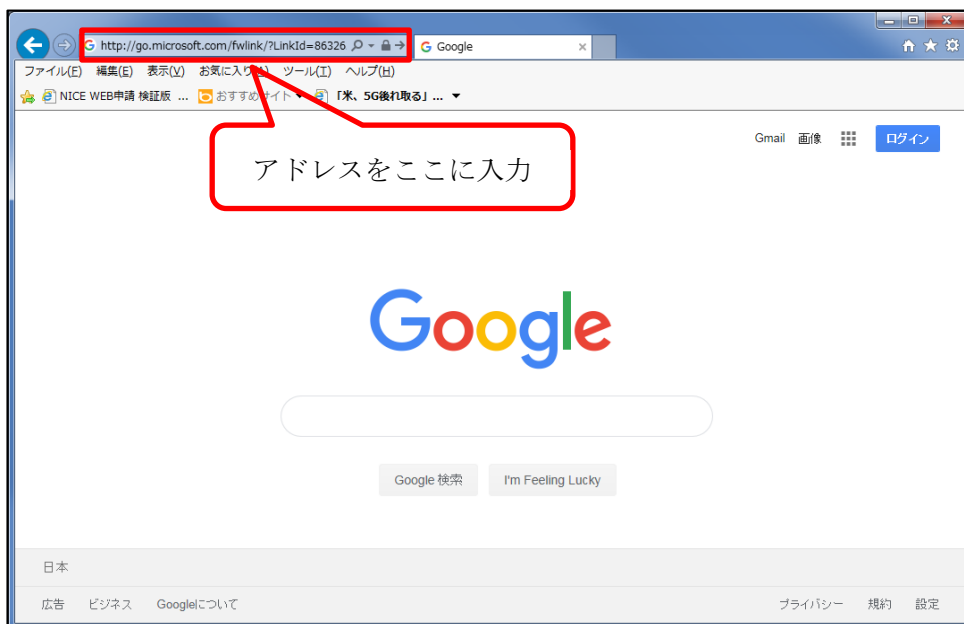 http://go.microsoft.com/fwlink/?LinkId=86326
Google
ファイル(F) 編集(E) 表示(V) お気に入り(A) ツール(T) ヘルプ(H)
NICE WEB申請 検証版 ... おすすめサイト 「米、5G後れ取る」...
アドレスをここに入力
Gmail 画像 ログイン
Google
Google 検索 I'm Feeling Lucky
日本
広告 ビジネス Googleについて プライバシー 規約 設定